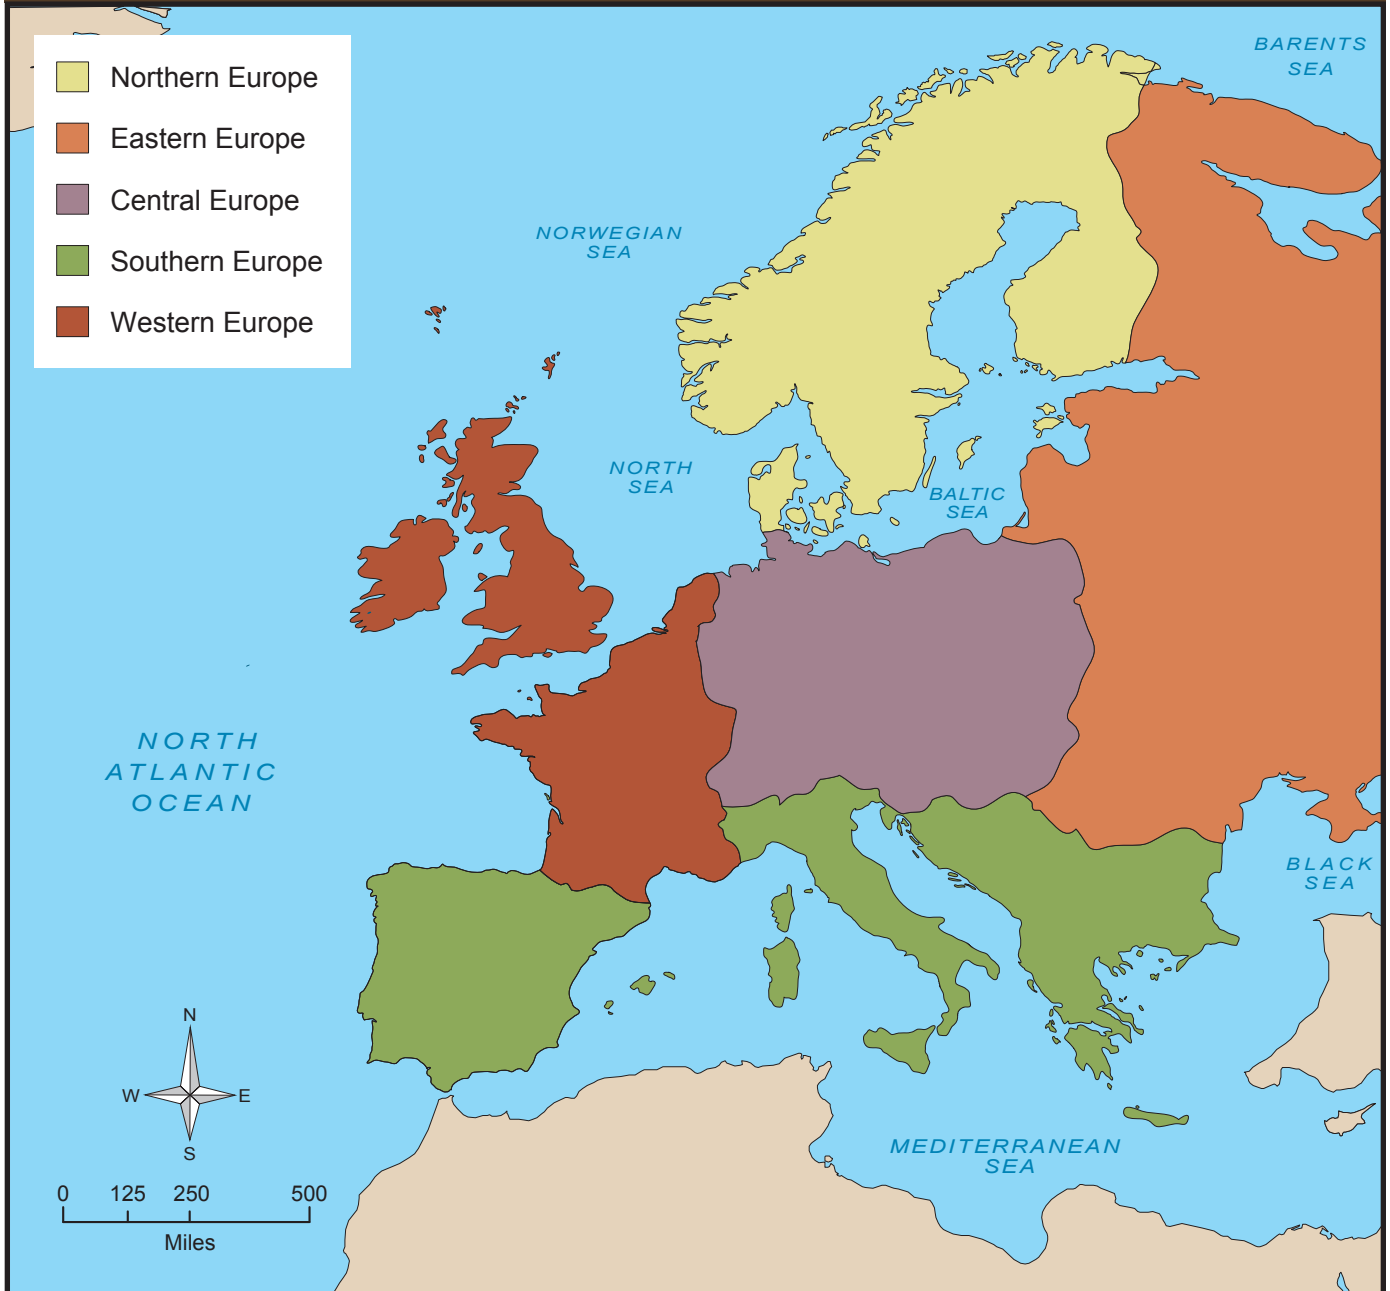 Northern Europe
Eastern Europe
Central Europe
Southern Europe
Western Europe
BARENTS
SEA
NORWEGIAN
SEA
NORTH
SEA
BALTIC
SEA
NORTH
ATLANTIC
OCEAN
BLACK
SEA
N
W
E
S
MEDITERRANEAN
SEA
0 125 250 500
Miles